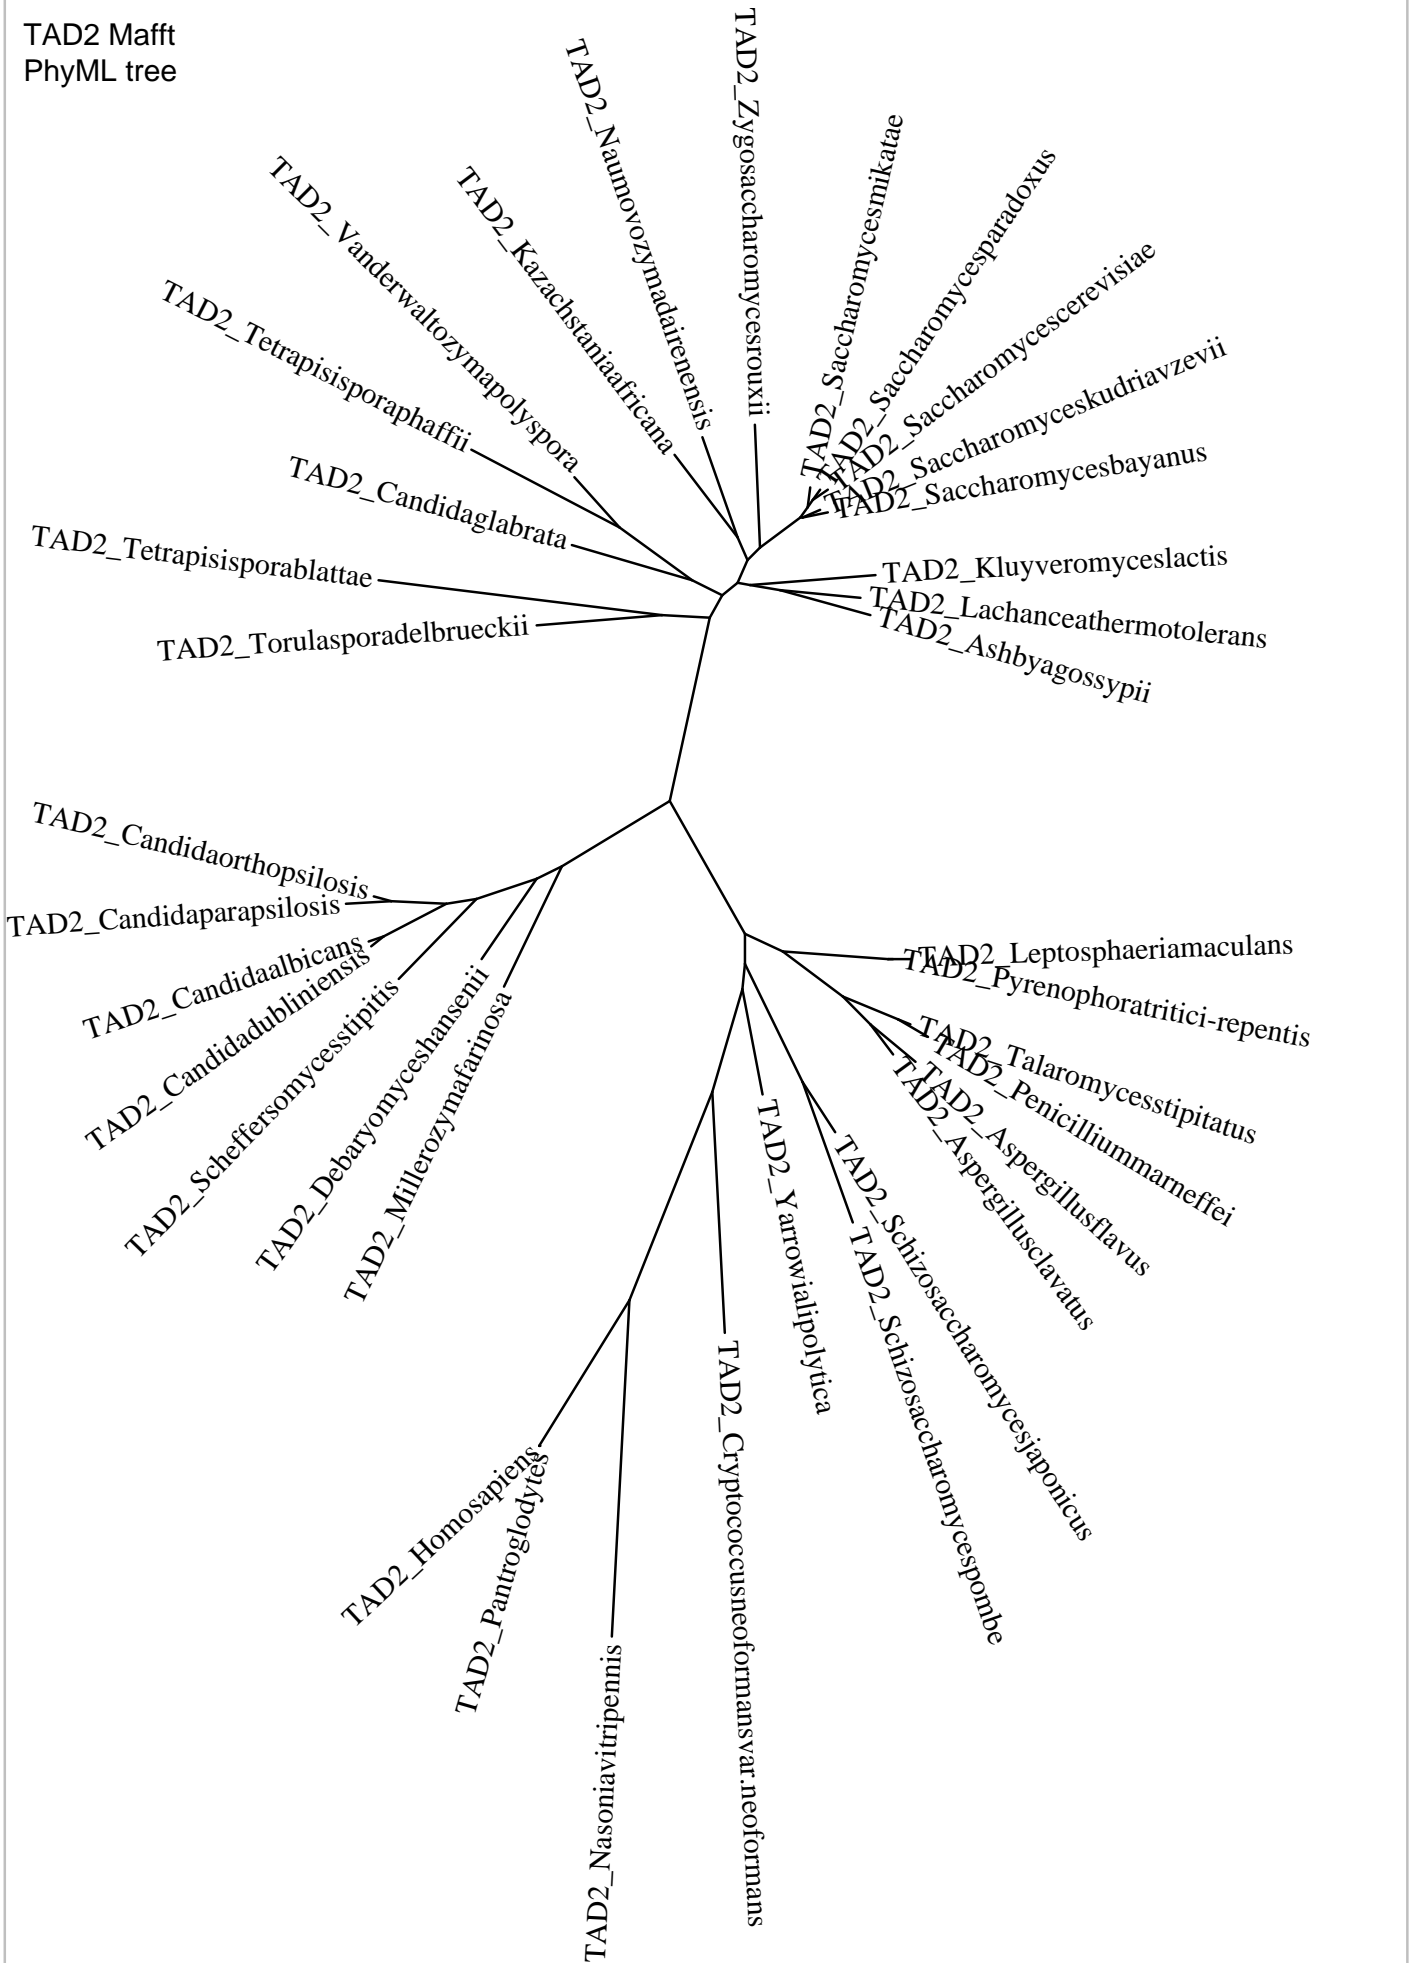 TAD2 Mafft
PhyML tree
TAD2_Zygosaccharomycesrouxii
TAD2_Naumovozymadairenensis
TAD2_Saccharomycesmikatae
TAD2_Saccharomycesparadoxus
TAD2_Vanderwaltozymapolyspora
TAD2_Kazachstaniaafricana
TAD2_Saccharomycescerevisiae
TAD2_Tetrapisisporaphaffii
TAD2_Saccharomyceskudriavzevii
TAD2_Candidaglabrata
TAD2_Saccharomycesbayanus
TAD2_Tetrapisisporablattae
TAD2_Kluyveromyceslactis
TAD2_Lachanceathermotolerans
TAD2_Torulasporadelbrueckii
TAD2_Ashbyagossypii
TAD2_Candidaorthopsilosis
TAD2_Candidaparapsilosis
TAD2_Candidaalbicans
TAD2_Candidadubliniensis
TAD2_Scheffersomycesstipitis
TAD2_Debaryomyceshansenii
TAD2_Millerozymafarinosa
TAD2_Leptosphaeriamaculans
TAD2_Pyrenophoratritici-repentis
TAD2_Talaromycesstipitatus
TAD2_Penicilliummarneffei
TAD2_Aspergillusflavus
TAD2_Aspergillusclavatus
TAD2_Schizosaccharomycesjaponicus
TAD2_Schizosaccharomycespombe
TAD2_Yarrowialipolytica
TAD2_Cryptococcusneoformansvar.neoformans
TAD2_Homosapiens
TAD2_Pantroglodytes
TAD2_Nasoniavitripennis